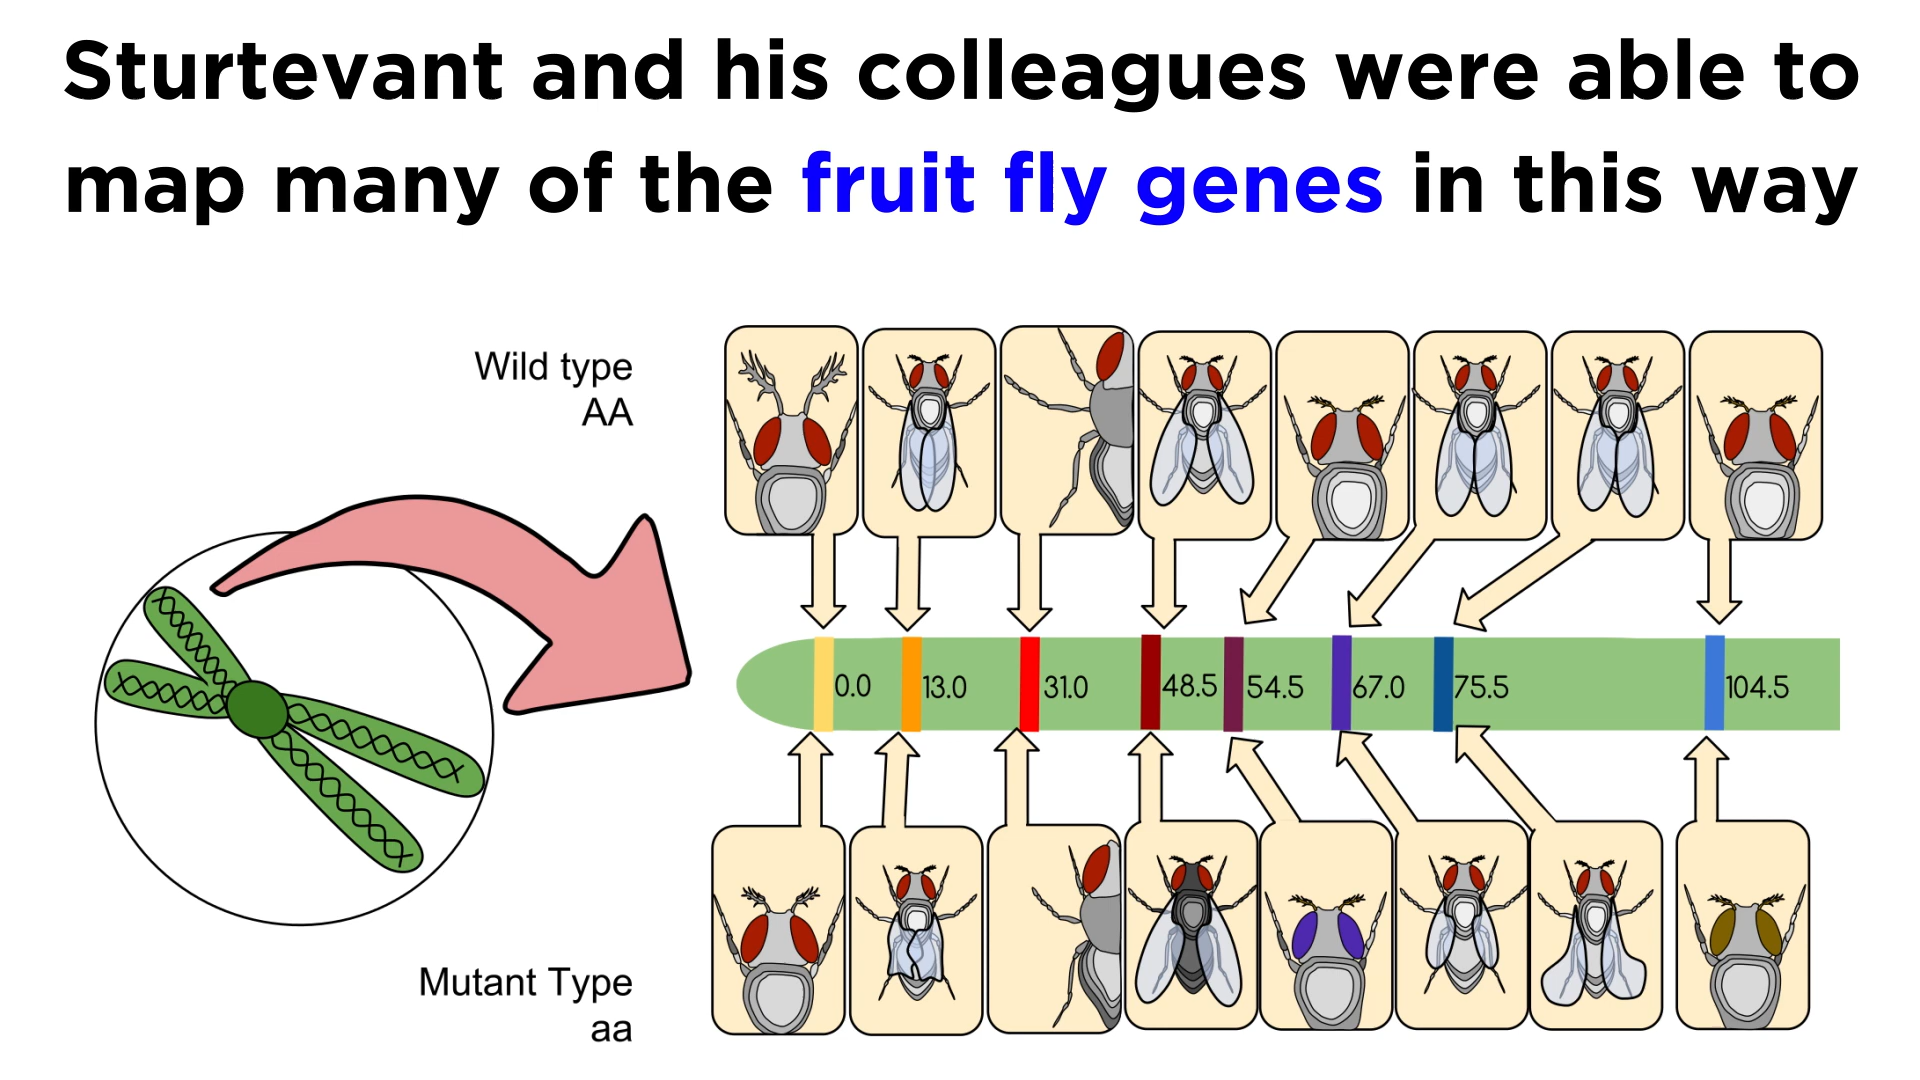 Sturtevant and his colleagues were able to
map many of the fruit fly genes in this way
Wild type
AA
0.0 13.0 31.0 48.5 54.5 67.0 75.5 104.5
Mutant Type
aa